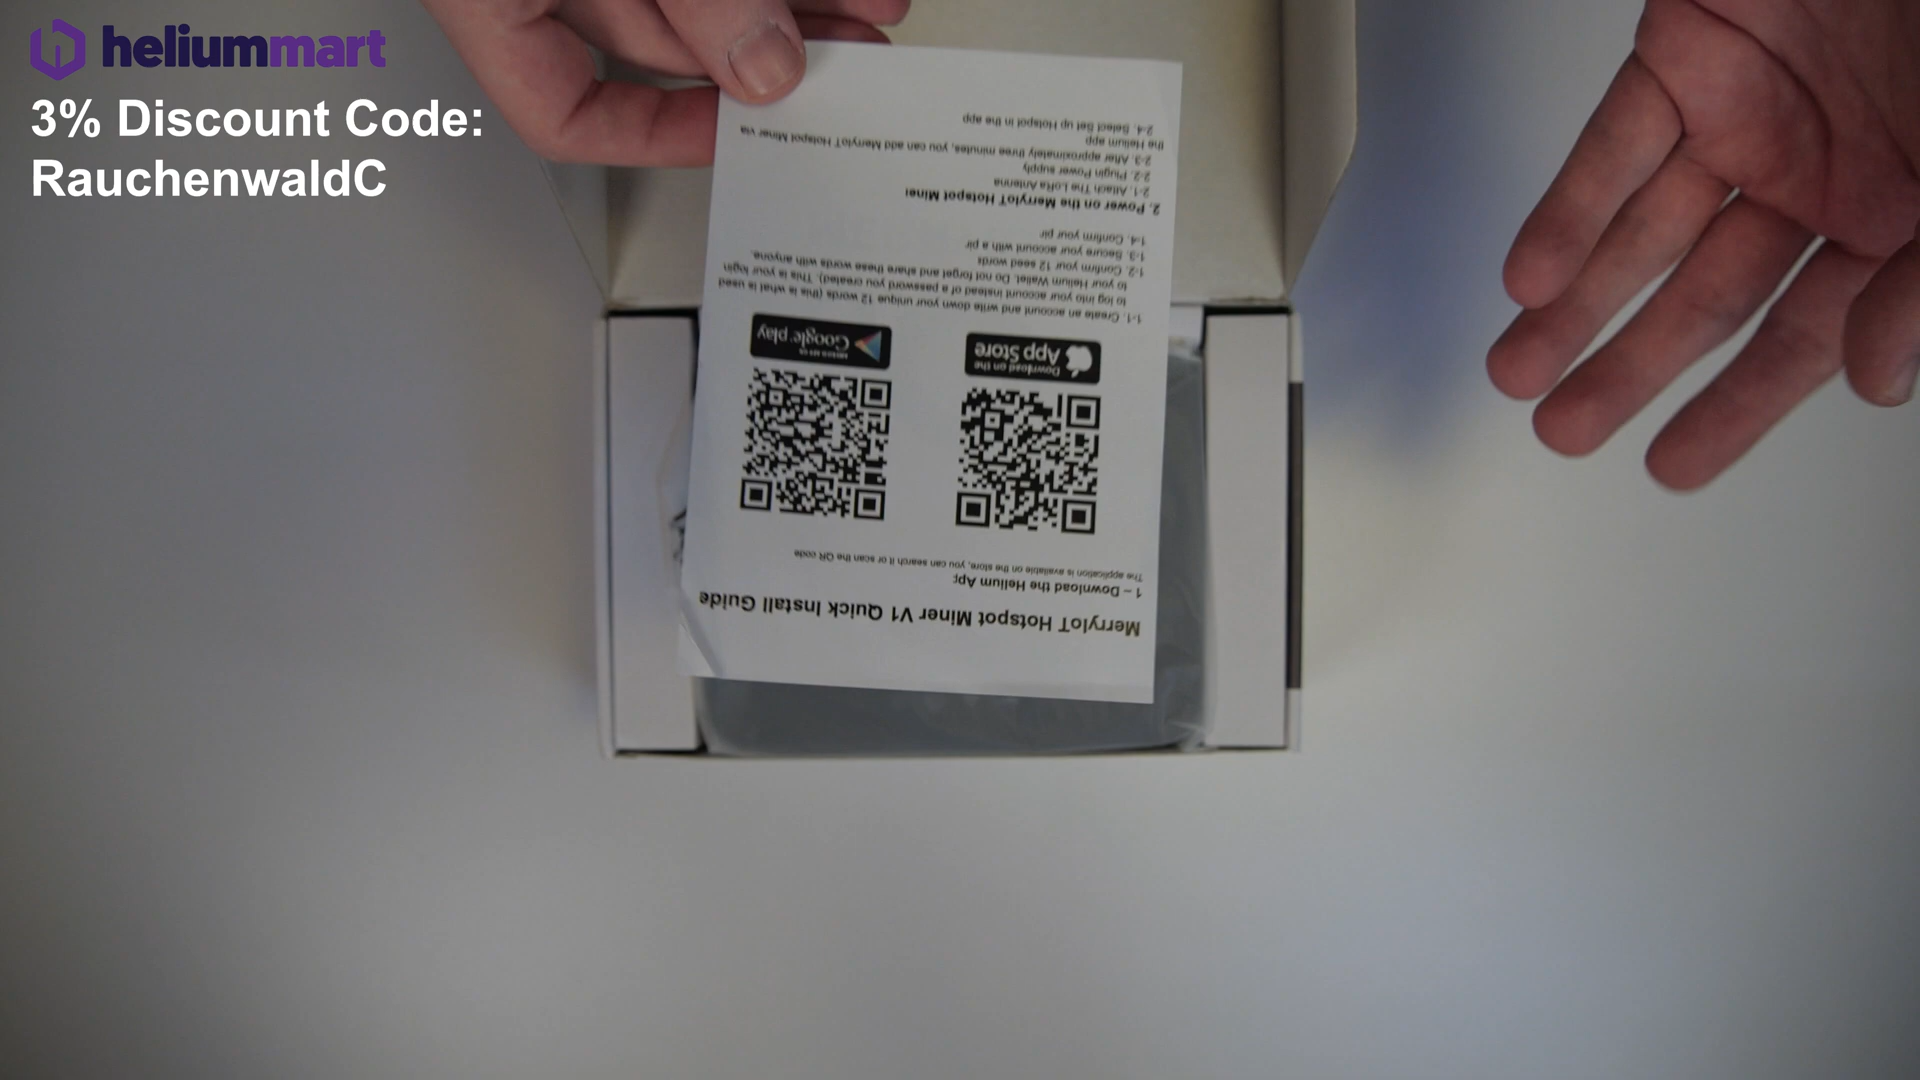 heliummart
3% Discount Code:
RauchenwaldC
MerryIoT Hotspot Miner V1 Quick Install Guide
1 – Download the Helium App:
The application is available on the store, you can search it or scan the QR code
Download on the
App Store
Google play
1-1. Create an account and write down your unique 12 words (this is what is used
to log into your account instead of a password you created). This is your login
to your Helium Wallet. Do not forget and share these words with anyone.
1-2. Confirm your 12 seed words
1-3. Secure your account with a pin
1-4. Confirm your pin
2. Power on the MerryIoT Hotspot Miner
2-1. Attach The LoRa Antenna
2-2. Plugin Power supply
2-3. After approximately three minutes, you can add MerryIoT Hotspot Miner via
the Helium app
2-4. Select Set up Hotspot in the app